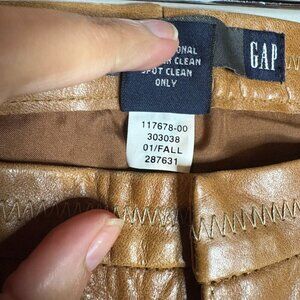 GAP
CLEAN
SPOT CLEAN
ONLY
117678-00
303038
01/FALL
287631